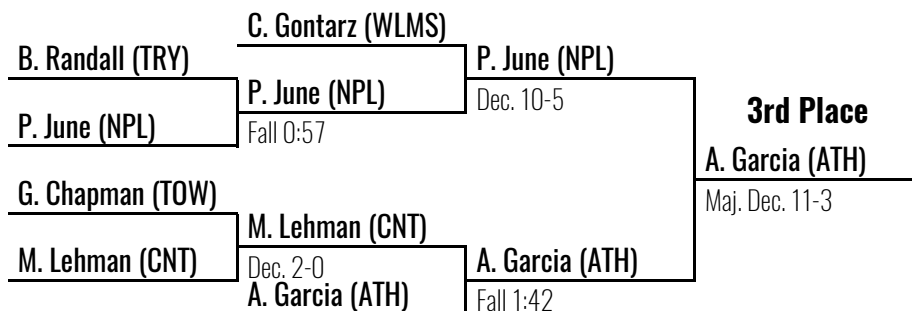 C. Gontarz (WLMS)
B. Randall (TRY)
P. June (NPL)
P. June (NPL)
Dec. 10-5
P. June (NPL)
Fall 0:57
3rd Place
A. Garcia (ATH)
Maj. Dec. 11-3
G. Chapman (TOW)
M. Lehman (CNT)
Dec. 2-0
M. Lehman (CNT)
A. Garcia (ATH)
A. Garcia (ATH)
Fall 1:42